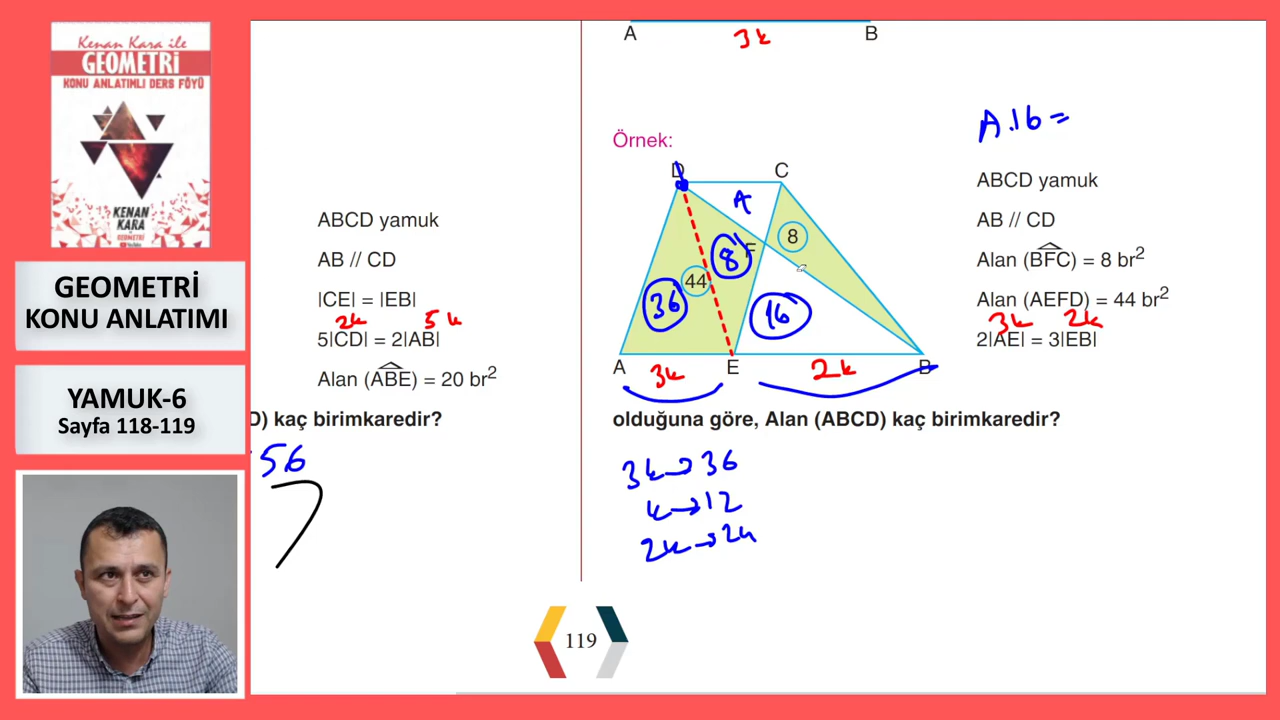 Kenan Kara ile
GEOMETRİ
KONU ANLATIMLI DERS FÖYÜ
KENAN
KARA
GEOMETRİ
KONU ANLATIMI
YAMUK-6
Sayfa 118-119
ABCD yamuk
AB // CD
|CE| = |EB|
2k 5k
5|CD| = 2|AB|
Alan (ABE) = 20 br²
D) kaç birimkaredir?
56
A 3k B
Örnek:
A.16=
D C
A
F
8 8
44
36 16
A E B
3k 2k
ABCD yamuk
AB // CD
Alan (BFC) = 8 br²
Alan (AEFD) = 44 br²
3k 2k
2|AE| = 3|EB|
olduğuna göre, Alan (ABCD) kaç birimkaredir?
3k→36
k→12
2k→24
119